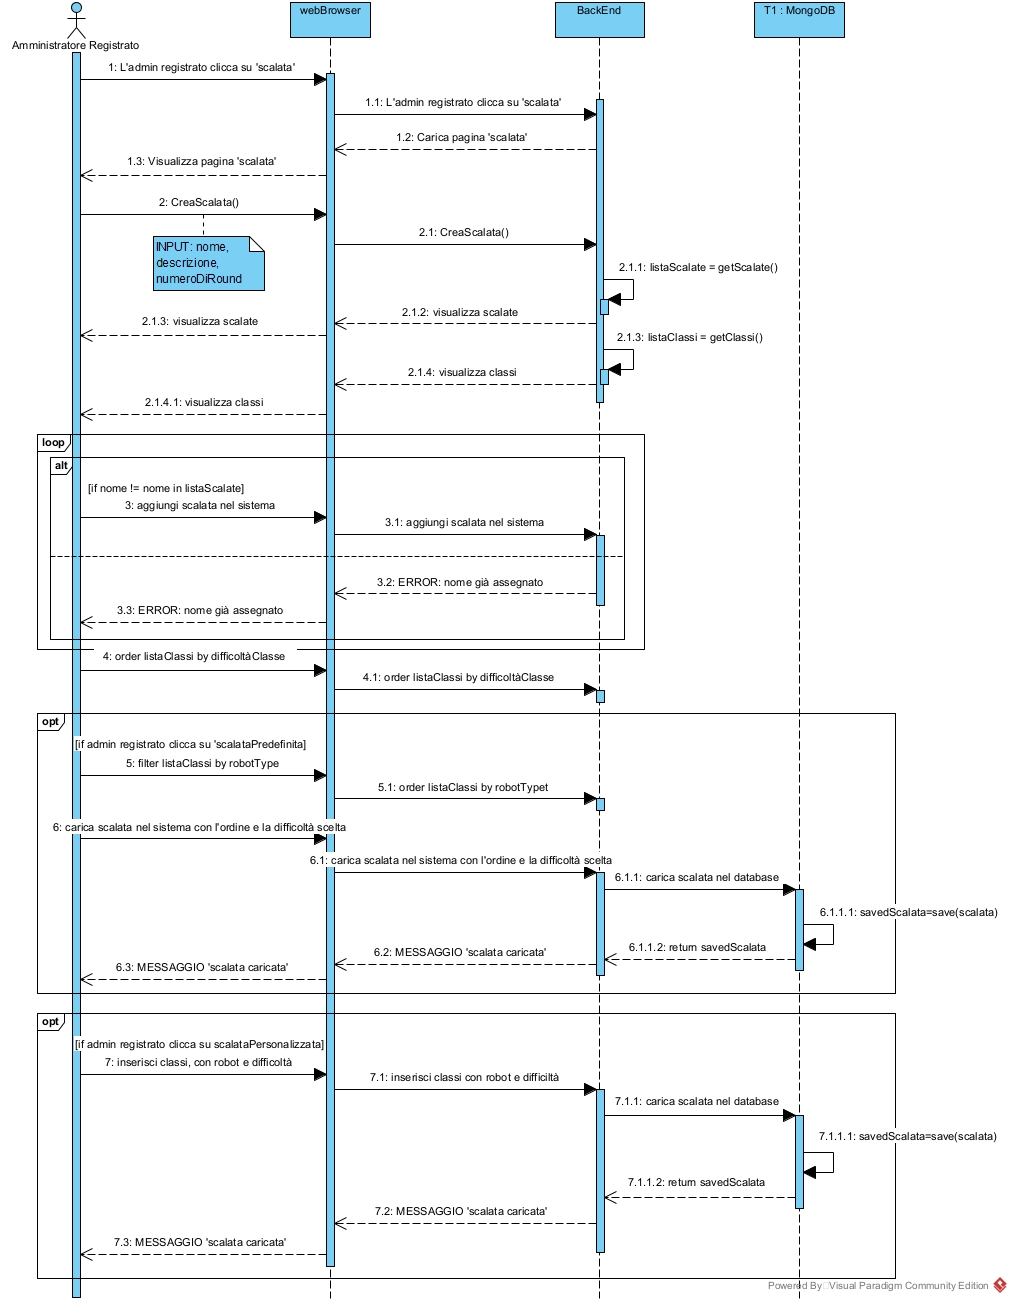 webBrowser
BackEnd
T1 : MongoDB
Amministratore Registrato
1: L'admin registrato clicca su 'scalata'
1.1: L'admin registrato clicca su 'scalata'
1.2: Carica pagina 'scalata'
1.3: Visualizza pagina 'scalata'
2: CreaScalata()
INPUT: nome,
descrizione,
numeroDiRound
2.1: CreaScalata()
2.1.1: listaScalate = getScalate()
2.1.2: visualizza scalate
2.1.3: visualizza scalate
2.1.3: listaClassi = getClassi()
2.1.4: visualizza classi
2.1.4.1: visualizza classi
loop
alt
[if nome != nome in listaScalate]
3: aggiungi scalata nel sistema
3.1: aggiungi scalata nel sistema
3.2: ERROR: nome già assegnato
3.3: ERROR: nome già assegnato
4: order listaClassi by difficoltàClasse
4.1: order listaClassi by difficoltàClasse
opt
[if admin registrato clicca su 'scalataPredefinita]
5: filter listaClassi by robotType
5.1: order listaClassi by robotTypet
6: carica scalata nel sistema con l'ordine e la difficoltà scelta
6.1: carica scalata nel sistema con l'ordine e la difficoltà scelta
6.1.1: carica scalata nel database
6.1.1.1: savedScalata=save(scalata)
6.1.1.2: return savedScalata
6.2: MESSAGGIO 'scalata caricata'
6.3: MESSAGGIO 'scalata caricata'
opt
[if admin registrato clicca su scalataPersonalizzata]
7: inserisci classi, con robot e difficoltà
7.1: inserisci classi con robot e difficiltà
7.1.1: carica scalata nel database
7.1.1.1: savedScalata=save(scalata)
7.1.1.2: return savedScalata
7.2: MESSAGGIO 'scalata caricata'
7.3: MESSAGGIO 'scalata caricata'
Powered By Visual Paradigm Community Edition